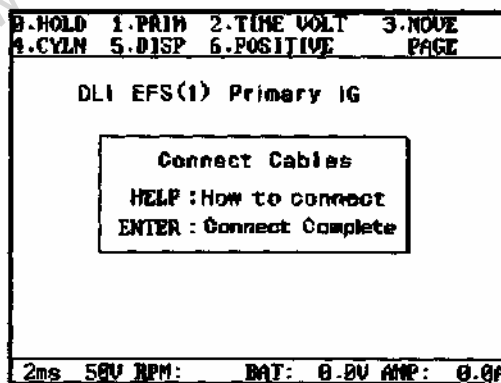 0.HOLD 1.PRIM 2.TIME VOLT 3.MOVE
4.CYLN 5.DISP 6.POSITIVE PAGE
DLI EFS(1) Primary IG
Connect Cables
HELP : How to connect
ENTER : Connect Complete
2ms 50V RPM: BAT: 0.0V AMP: 0.0A